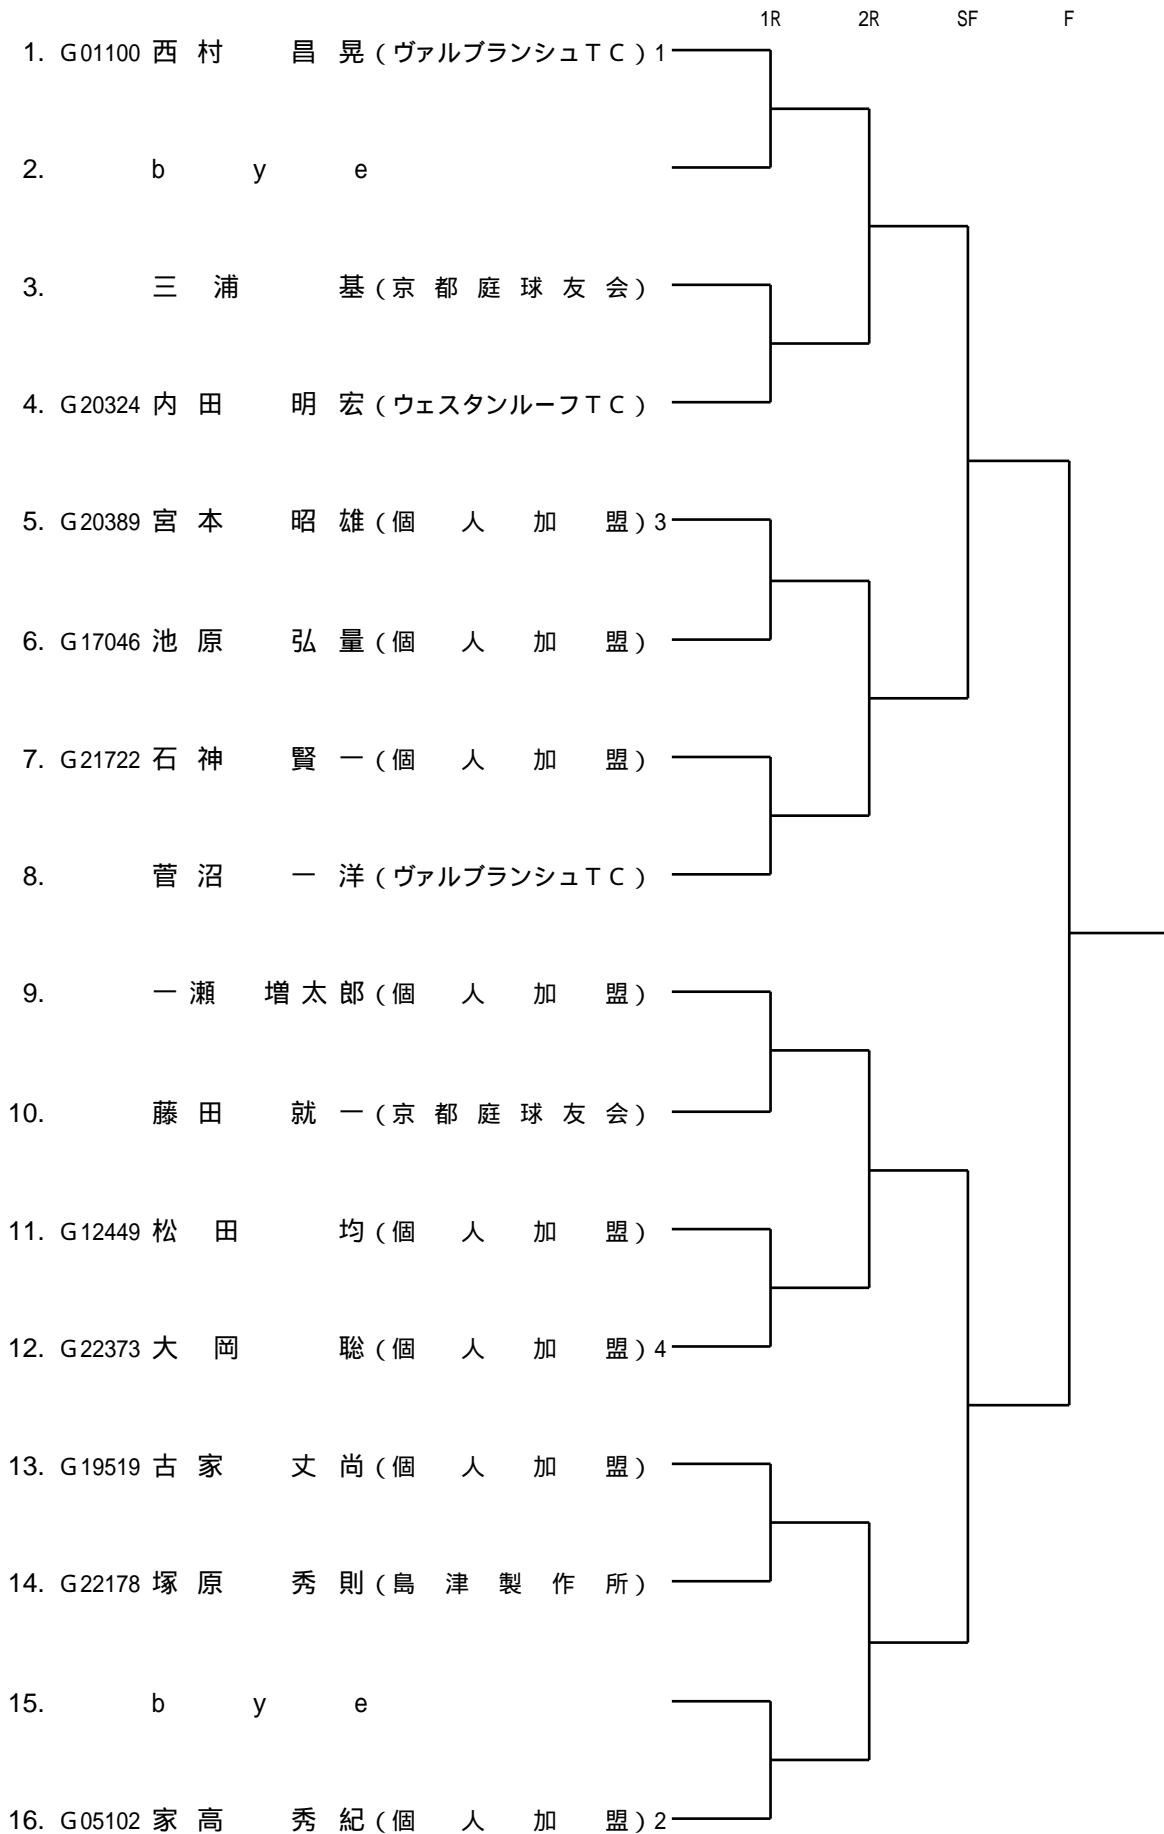 1R 2R SF F
1. G01100 西村 昌晃(ヴァルブランシュTC)1
2. bye
3. 三浦 基(京都庭球友会)
4. G20324 内田 明宏(ウェスタンルーフTC)
5. G20389 宮本 昭雄(個人加盟)3
6. G17046 池原 弘量(個人加盟)
7. G21722 石神 賢一(個人加盟)
8. 菅沼 一洋(ヴァルブランシュTC)
9. 一瀬 増太郎(個人加盟)
10. 藤田 就一(京都庭球友会)
11. G12449 松田 均(個人加盟)
12. G22373 大岡 聡(個人加盟)4
13. G19519 古家 丈尚(個人加盟)
14. G22178 塚原 秀則(島津製作所)
15. bye
16. G05102 家高 秀紀(個人加盟)2